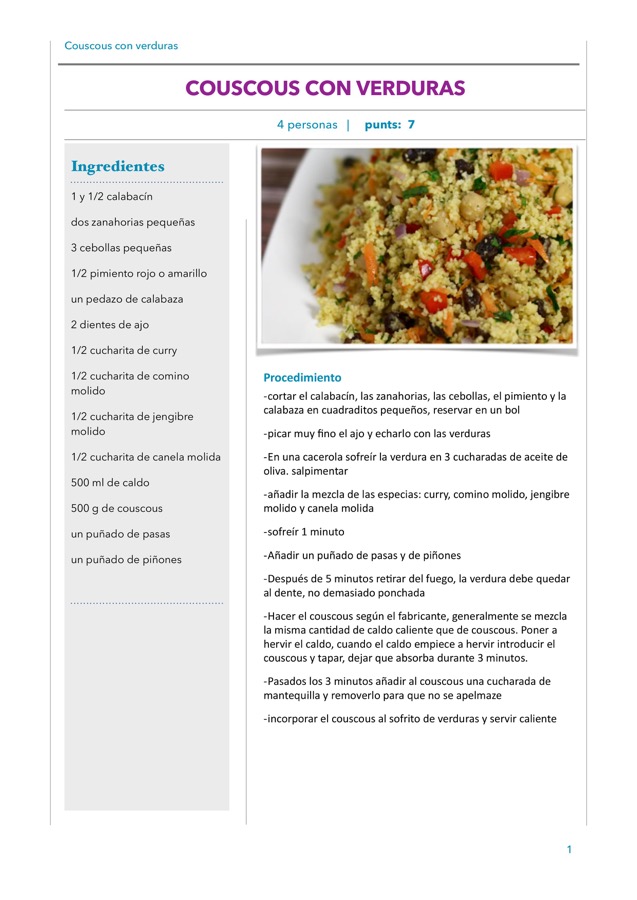 Couscous con verduras
COUSCOUS CON VERDURAS
4 personas | punts: 7
Ingredientes
1 y 1/2 calabacín
dos zanahorias pequeñas
3 cebollas pequeñas
1/2 pimiento rojo o amarillo
un pedazo de calabaza
2 dientes de ajo
1/2 cucharita de curry
1/2 cucharita de comino
molido
1/2 cucharita de jengibre
molido
1/2 cucharita de canela molida
500 ml de caldo
500 g de couscous
un puñado de pasas
un puñado de piñones
Procedimiento
-cortar el calabacín, las zanahorias, las cebollas, el pimiento y la
calabaza en cuadraditos pequeños, reservar en un bol
-picar muy fino el ajo y echarlo con las verduras
-En una cacerola sofreír la verdura en 3 cucharadas de aceite de
oliva. salpimentar
-añadir la mezcla de las especias: curry, comino molido, jengibre
molido y canela molida
-sofreír 1 minuto
-Añadir un puñado de pasas y de piñones
-Después de 5 minutos retirar del fuego, la verdura debe quedar
al dente, no demasiado ponchada
-Hacer el couscous según el fabricante, generalmente se mezcla
la misma cantidad de caldo caliente que de couscous. Poner a
hervir el caldo, cuando el caldo empiece a hervir introducir el
couscous y tapar, dejar que absorba durante 3 minutos.
-Pasados los 3 minutos añadir al couscous una cucharada de
mantequilla y removerlo para que no se apelmaze
-incorporar el couscous al sofrito de verduras y servir caliente
1